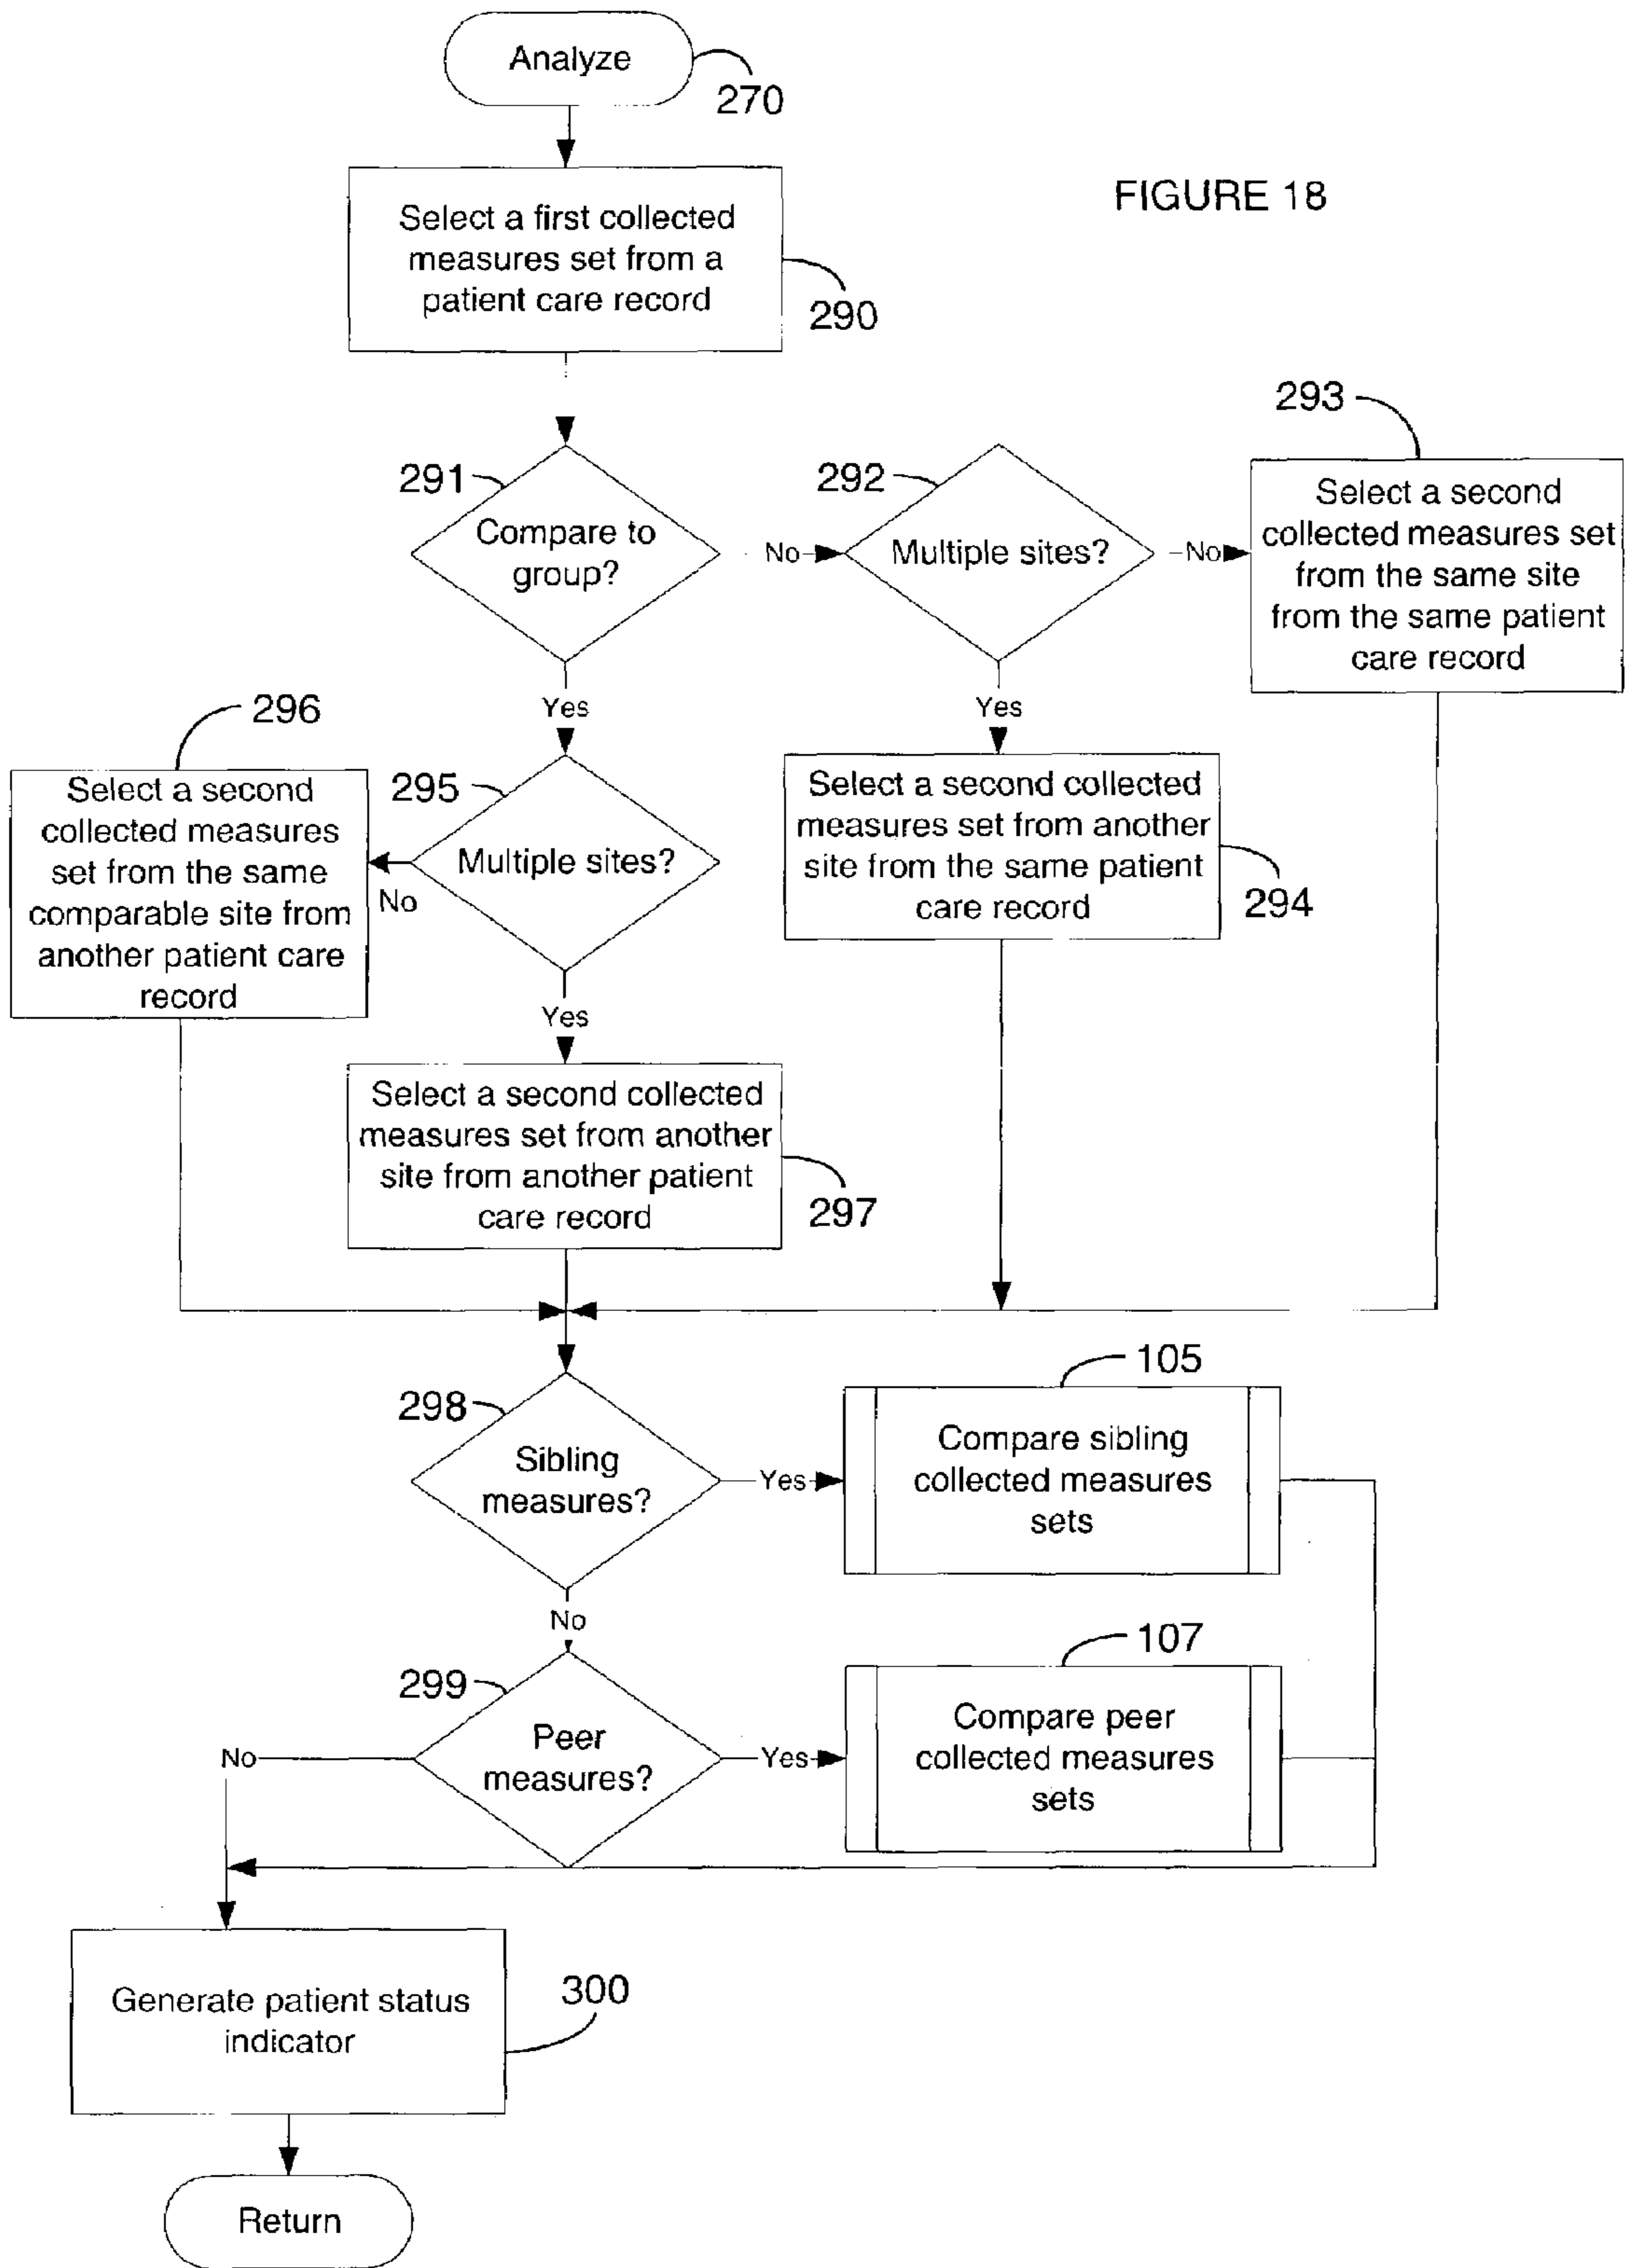 Analyze
270
FIGURE 18
Select a first collected
measures set from a
patient care record
290
293
291
Compare to
group?
No
292
Multiple sites?
No
Select a second
collected measures set
from the same site
from the same patient
care record
Yes
Yes
296
Select a second
collected measures
set from the same
comparable site from
another patient care
record
295
Multiple sites?
No
Select a second collected
measures set from another
site from the same patient
care record
294
Yes
Select a second collected
measures set from another
site from another patient
care record
297
298
Sibling
measures?
Yes
105
Compare sibling
collected measures
sets
No
299
Peer
measures?
No
Yes
107
Compare peer
collected measures
sets
Generate patient status
indicator
300
Return